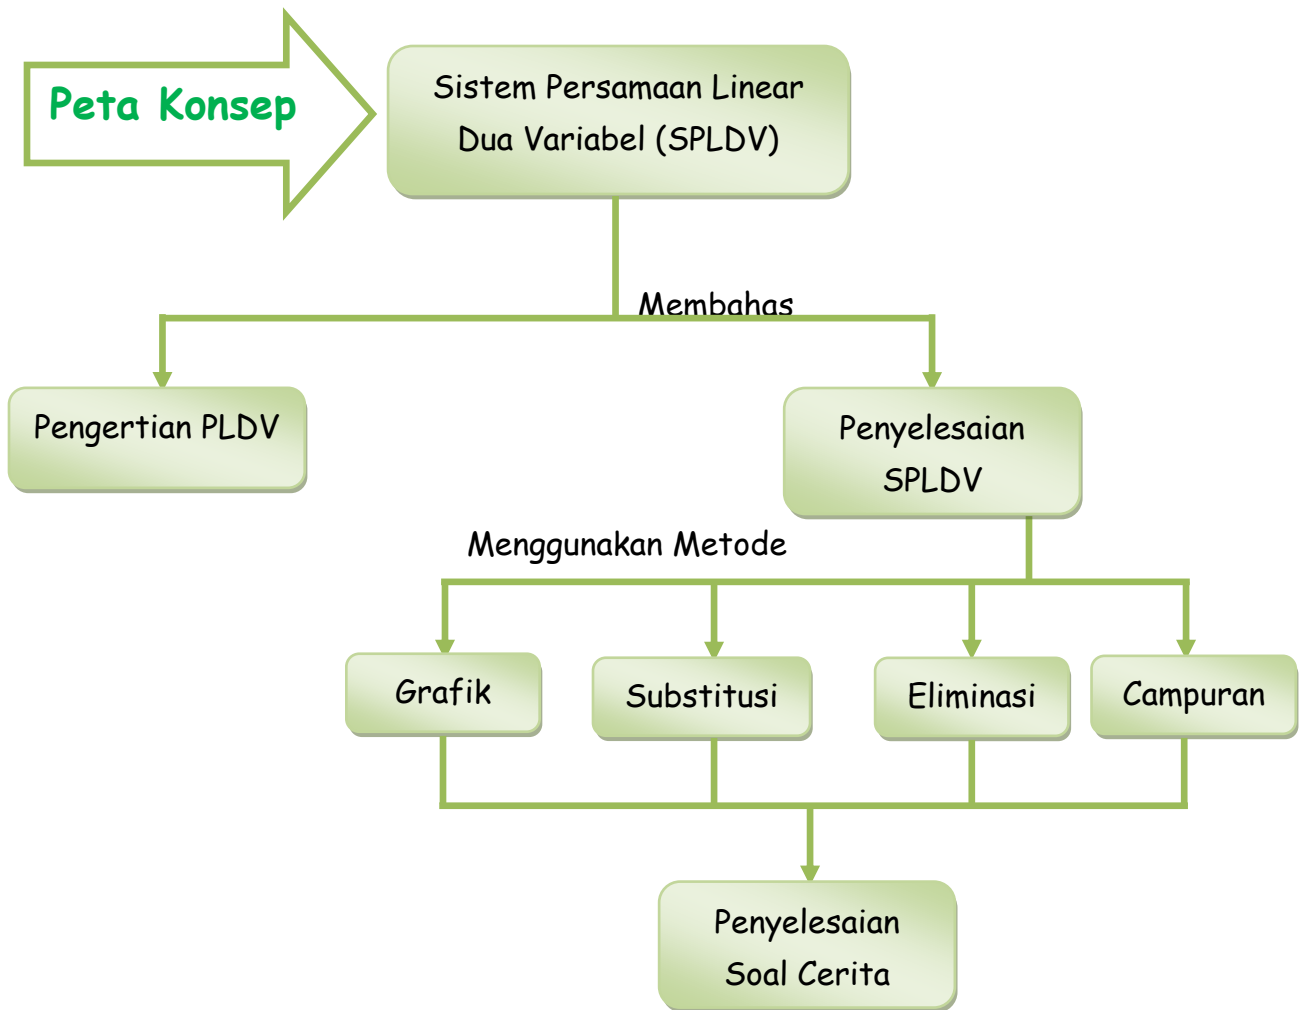 Peta Konsep
Sistem Persamaan Linear
Dua Variabel (SPLDV)
Membahas
Pengertian PLDV
Penyelesaian
SPLDV
Menggunakan Metode
Grafik
Substitusi
Eliminasi
Campuran
Penyelesaian
Soal Cerita